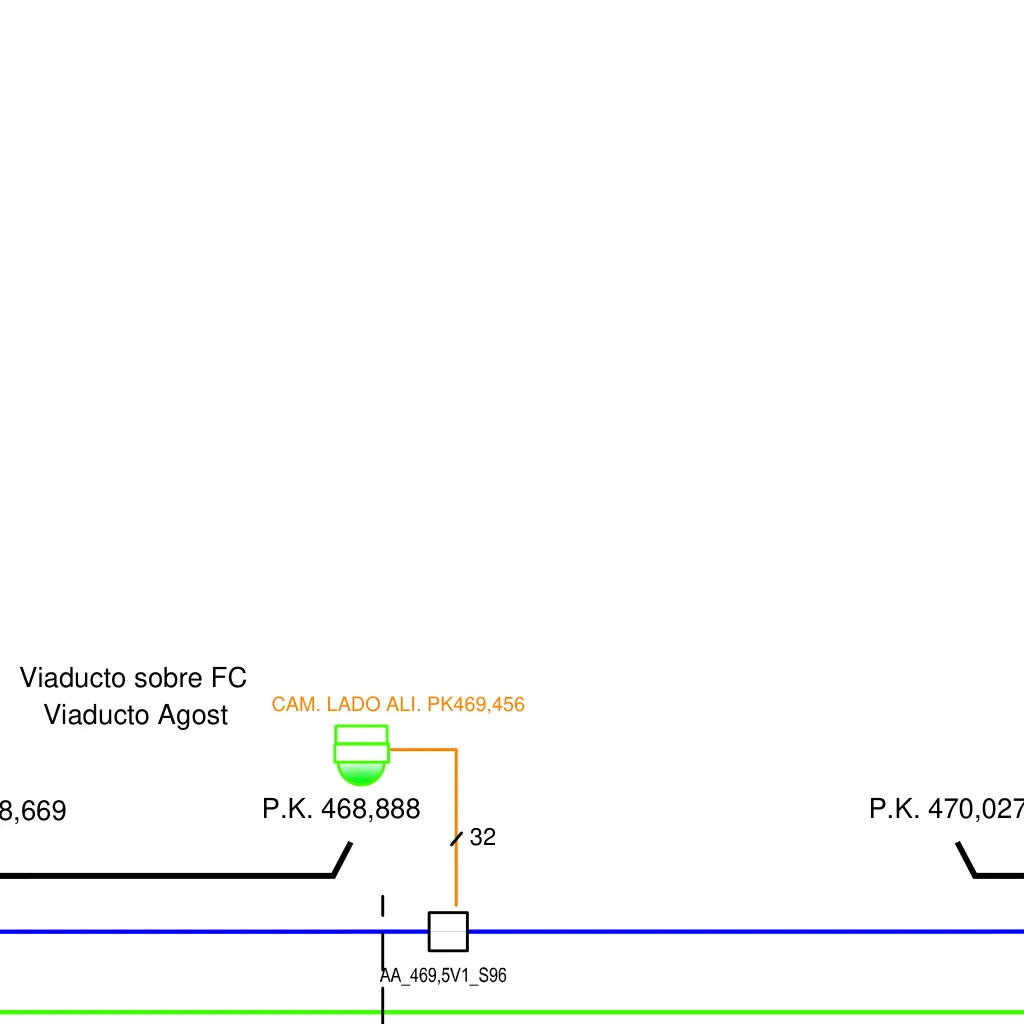 Viaducto sobre FC
Viaducto Agost
CAM. LADO ALI. PK469,456
8,669
P.K. 468,888
P.K. 470,027
32
AA_469,5V1_S96